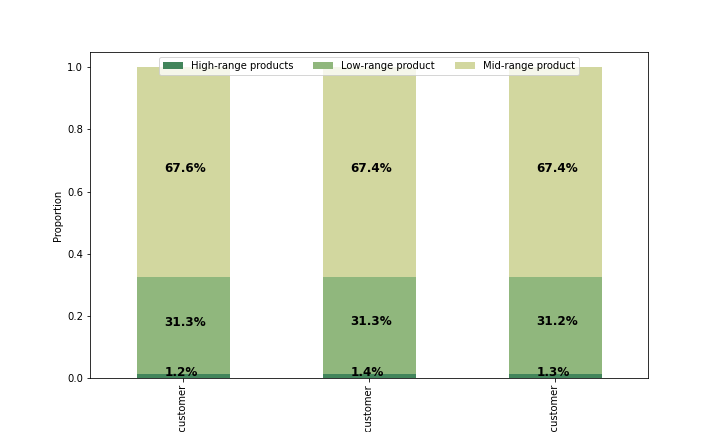 High-range products Low-range product Mid-range product
1.0
0.8
0.6
0.4
0.2
0.0
Proportion
67.6% 67.4% 67.4%
31.3% 31.3% 31.2%
1.2% 1.4% 1.3%
customer customer customer